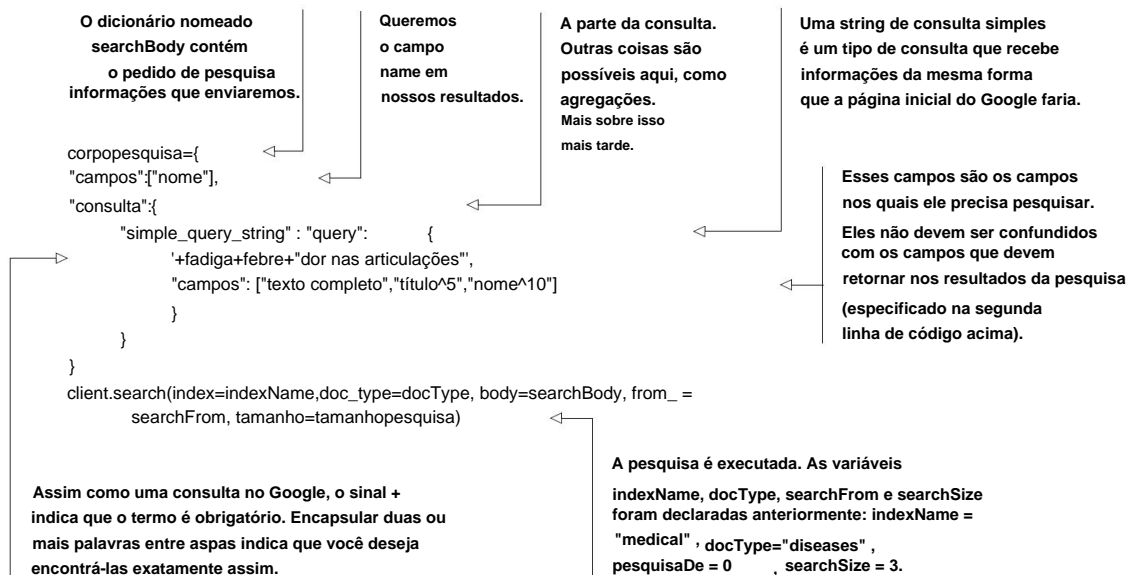 O dicionário nomeado
searchBody contém
o pedido de pesquisa
informações que enviaremos.
Queremos
o campo
name em
nossos resultados.
A parte da consulta.
Outras coisas são
possíveis aqui, como
agregações.
Mais sobre isso
mais tarde.
Uma string de consulta simples
é um tipo de consulta que recebe
informações da mesma forma
que a página inicial do Google faria.
corpopesquisa={
"campos":["nome"],
"consulta":{
"simple_query_string" : "query": {
'+fadiga+febre+"dor nas articulações"',
"campos": ["texto completo","título^5","nome^10"]
}
}
}
client.search(index=indexName,doc_type=docType, body=searchBody, from_ =
searchFrom, tamanho=tamanhopesquisa)
Esses campos são os campos
nos quais ele precisa pesquisar.
Eles não devem ser confundidos
com os campos que devem
retornar nos resultados da pesquisa
(especificado na segunda
linha de código acima).
Assim como uma consulta no Google, o sinal +
indica que o termo é obrigatório. Encapsular duas ou
mais palavras entre aspas indica que você deseja
encontrá-las exatamente assim.
A pesquisa é executada. As variáveis
indexName, docType, searchFrom e searchSize
foram declaradas anteriormente: indexName =
"medical" , docType="diseases" ,
pesquisaDe = 0 , searchSize = 3.